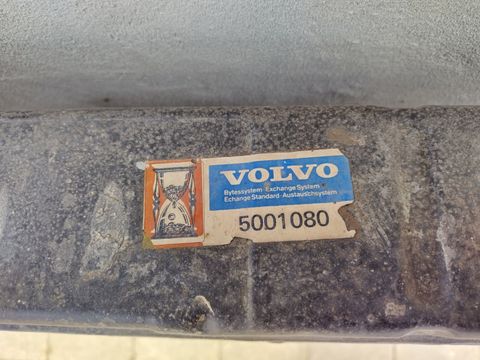 VOLVO
Bytessystem·Exchange System
Echange Standard·Austauschsystem
5001080